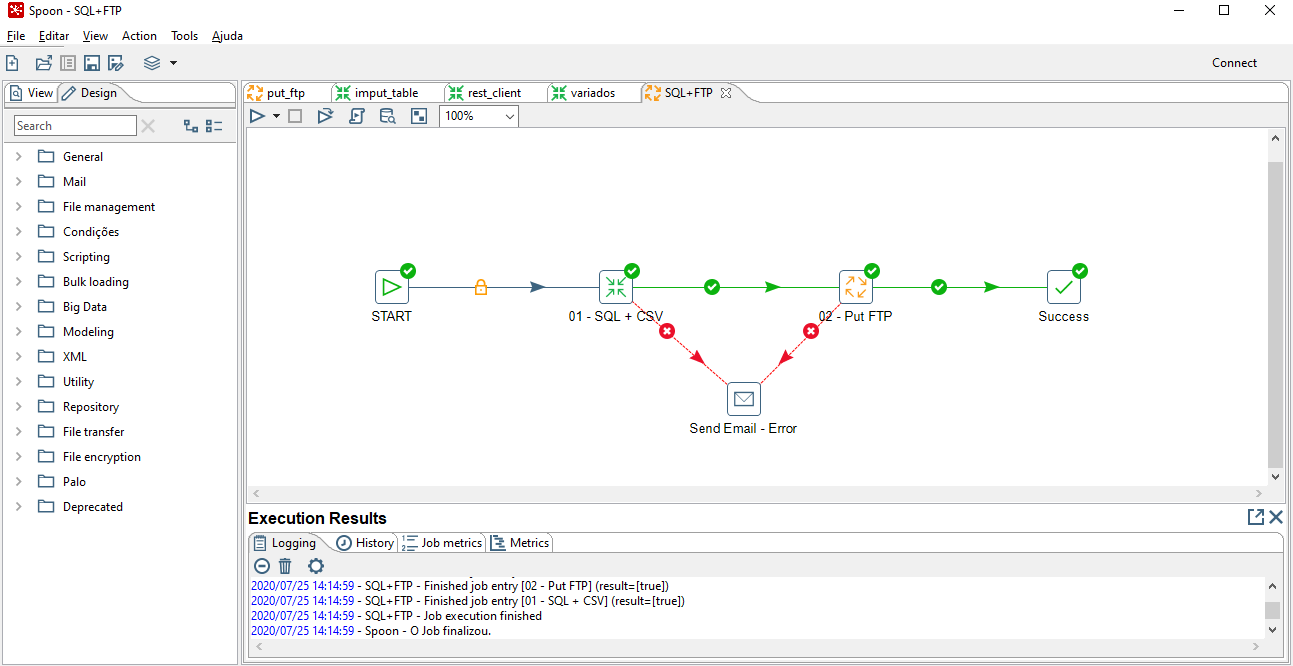 Spoon - SQL+FTP
File Editar View Action Tools Ajuda
Connect
View Design
put_ftp imput_table rest_client variados SQL+FTP
Search
100%
General
Mail
File management
Condições
Scripting
Bulk loading
Big Data
Modeling
XML
Utility
Repository
File transfer
File encryption
Palo
Deprecated
START 01 - SQL + CSV 02 - Put FTP Success
Send Email - Error
Execution Results
Logging History Job metrics Metrics
2020/07/25 14:14:59 - SQL+FTP - Finished job entry [02 - Put FTP] (result=[true])
2020/07/25 14:14:59 - SQL+FTP - Finished job entry [01 - SQL + CSV] (result=[true])
2020/07/25 14:14:59 - SQL+FTP - Job execution finished
2020/07/25 14:14:59 - Spoon - O Job finalizou.